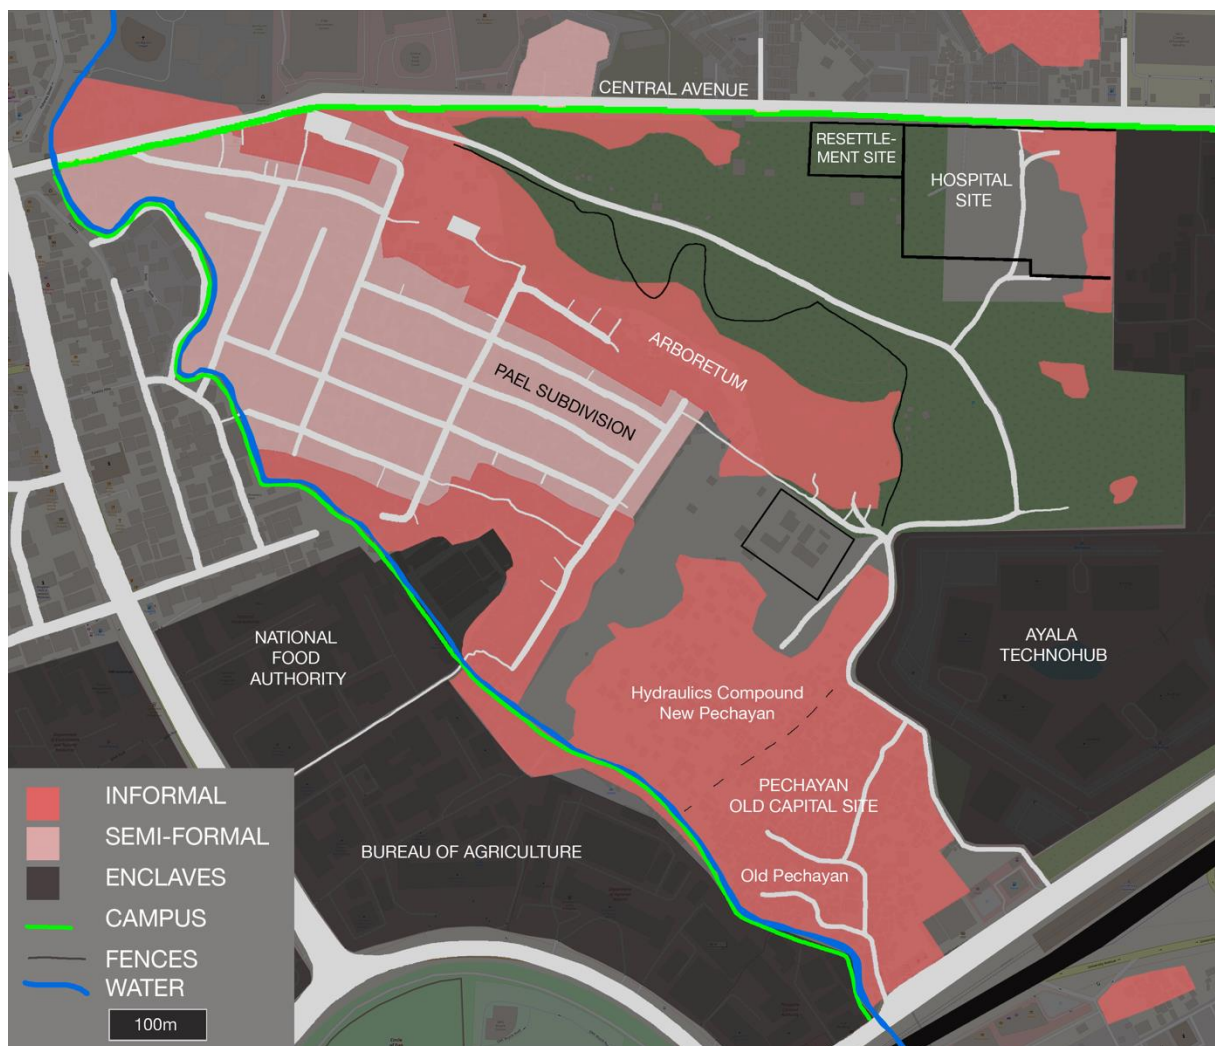 CENTRAL AVENUE
RESETTLE-
MENT SITE
HOSPITAL
SITE
ARBORETUM
PAEL SUBDIVISION
NATIONAL
FOOD
AUTHORITY
AYALA
TECHNOHUB
Hydraulics Compound
New Pechayan
PECHAYAN
OLD CAPITAL SITE
BUREAU OF AGRICULTURE
Old Pechayan
INFORMAL
SEMI-FORMAL
ENCLAVES
CAMPUS
FENCES
WATER
100m